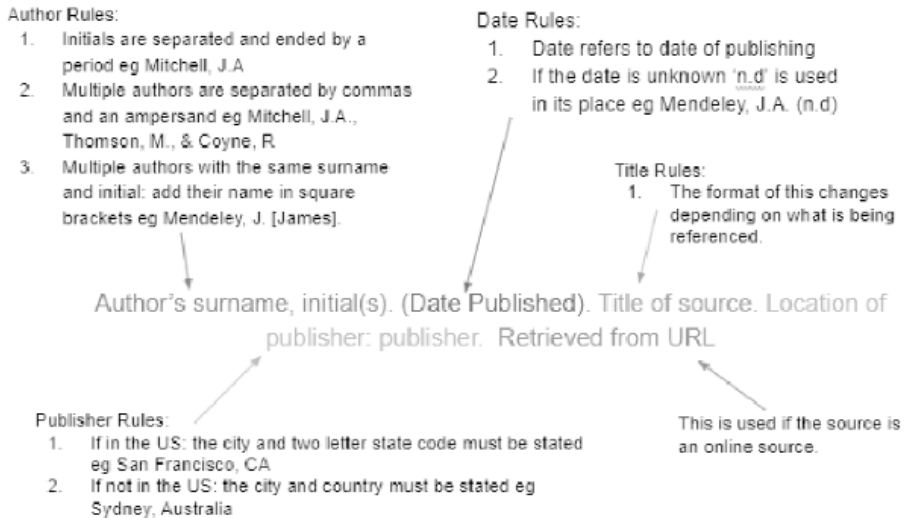 Author Rules:
1. Initials are separated and ended by a
period eg Mitchell, J.A
2. Multiple authors are separated by commas
and an ampersand eg Mitchell, J.A.,
Thomson, M., & Coyne, R
3. Multiple authors with the same surname
and initial: add their name in square
brackets eg Mendeley, J. [James].
Date Rules:
1. Date refers to date of publishing
2. If the date is unknown 'n.d' is used
in its place eg Mendeley, J.A. (n.d)
Title Rules:
1. The format of this changes
depending on what is being
referenced.
Author's surname, initial(s). (Date Published). Title of source. Location of
publisher: publisher. Retrieved from URL
Publisher Rules:
1. If in the US: the city and two letter state code must be stated
eg San Francisco, CA
2. If not in the US: the city and country must be stated eg
Sydney, Australia
This is used if the source is
an online source.